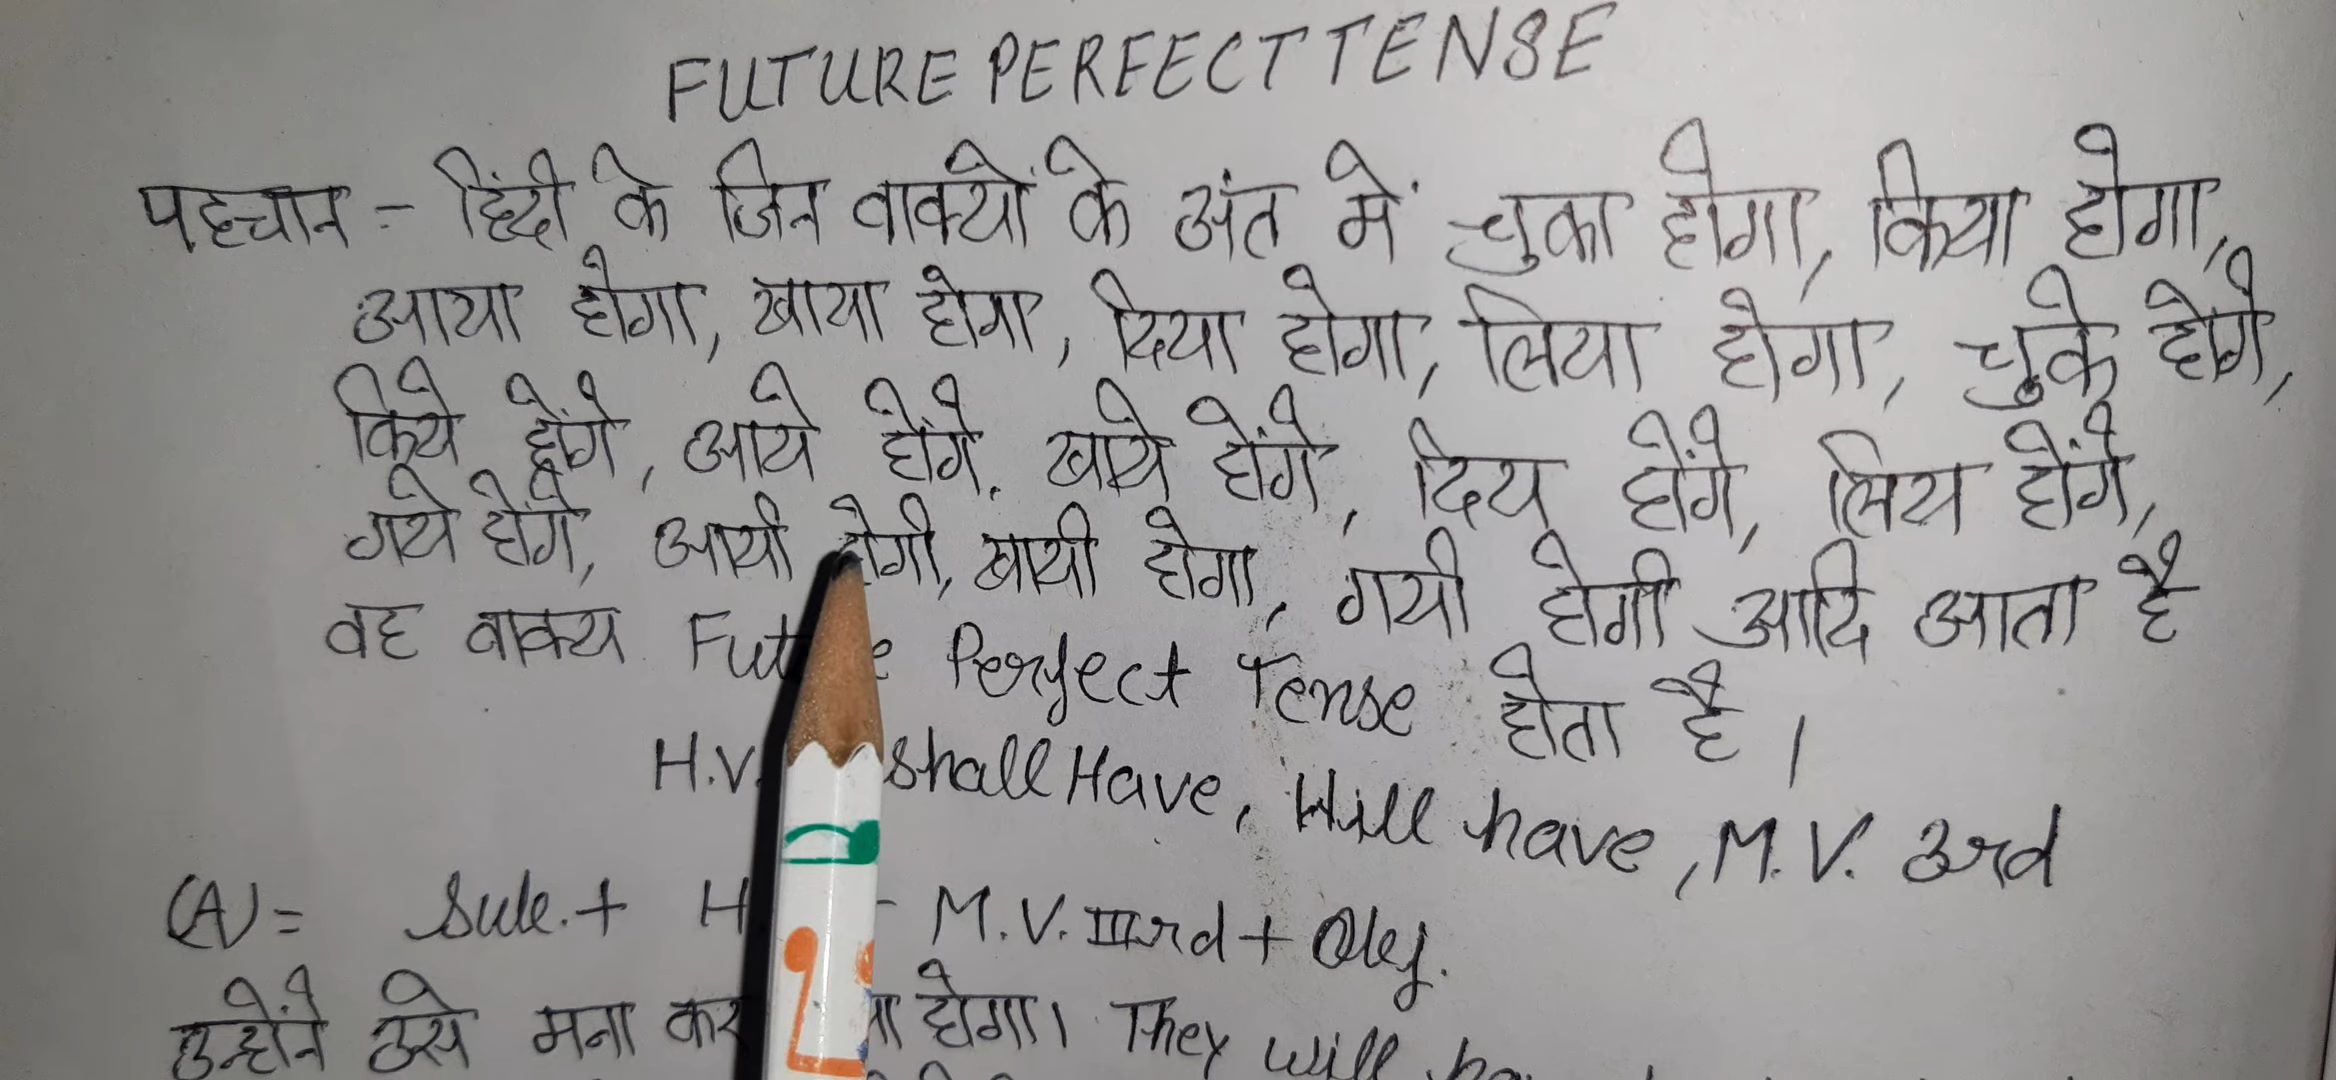 FUTURE PERFECT TENSE
पहचान :- हिंदी के जिन वाक्यों के अंत में चुका होगा, किया होगा,
आया होगा, खाया होगा, दिया होगा, लिया होगा, चुके होगे,
किये होंगे, आये होंगे, खाये होंगे, दिय होंगे, लिय होंगे,
गये होंगे, आयी होगी, खायी होगा, गयी होगी आदि आता है
वह वाक्य Perfect Tense होता है।
shall Have, Will have, M.V. 3rd
(A) = Sub. + M.V. IIIrd + Obj.
उन्होंने उसे मना कर होगा। They will